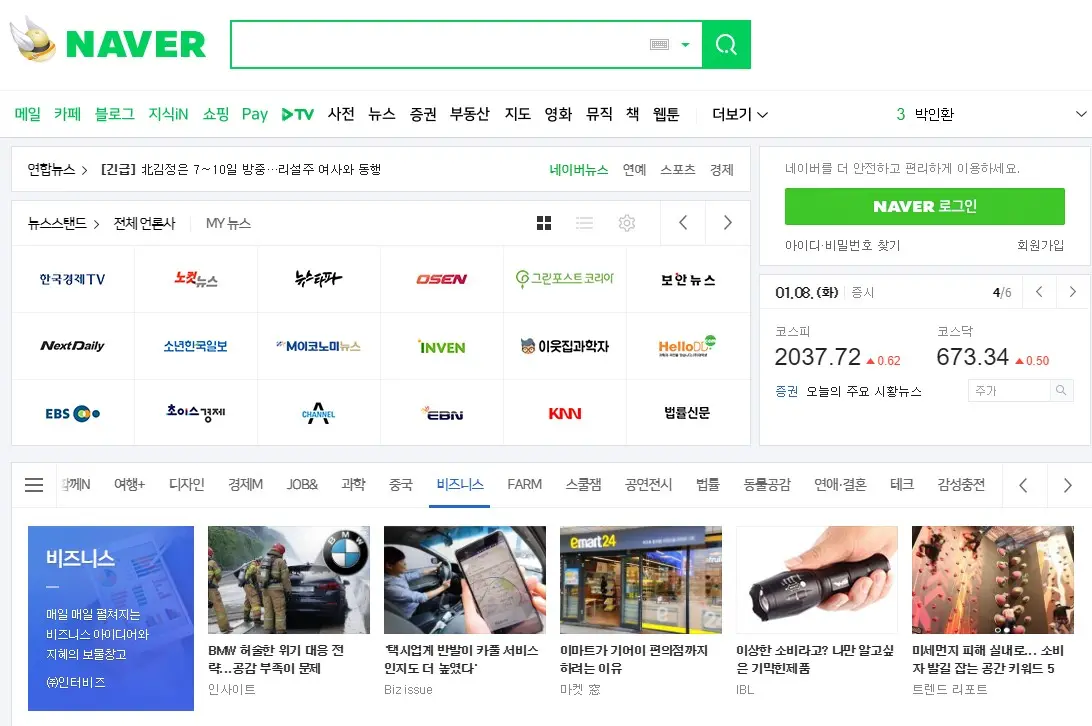 NAVER
메일 카페 블로그 지식iN 쇼핑 Pay TV 사전 뉴스 증권 부동산 지도 영화 뮤직 책 웹툰 더보기 3 박인환
연합뉴스 [긴급] 北김정은 7~10일 방중…리설주 여사와 동행 네이버뉴스 연예 스포츠 경제
네이버를 더 안전하고 편리하게 이용하세요.
NAVER 로그인
아이디·비밀번호 찾기 회원가입
뉴스스탠드 전체 언론사 MY 뉴스
한국경제TV 노컷뉴스 뉴스타파 OSEN 그린포스트 코리아 보안뉴스
NextDaily 소년한국일보 M이코노미뉴스 INVEN 이웃집과학자 HelloDD
EBS 초이스경제 CHANNEL A EBN KNN 법률신문
01.08.(화) 증시 4/6
코스피 코스닥
2037.72 ▲0.62 673.34 ▲0.50
증권 오늘의 주요 시황뉴스 주가
함께N 여행+ 디자인 경제M JOB& 과학 중국 비즈니스 FARM 스쿨잼 공연전시 법률 동물공감 연애·결혼 테크 감성충전
비즈니스
매일 매일 펼쳐지는
비즈니스 아이디어와
지혜의 보물창고
㈜인터비즈
BMW
BMW 허술한 위기 대응 전
략...공감 부족이 문제
인사이트
'택시업계 반발이 카풀 서비스
인지도 더 높였다'
Biz issue
emart24
이마트가 기어이 편의점까지
하려는 이유
마켓 窓
이상한 소비라고? 나만 알고싶
은 기막힌제품
IBL
미세먼지 피해 실내로... 소비
자 발길 잡는 공간 키워드 5
트렌드 리포트